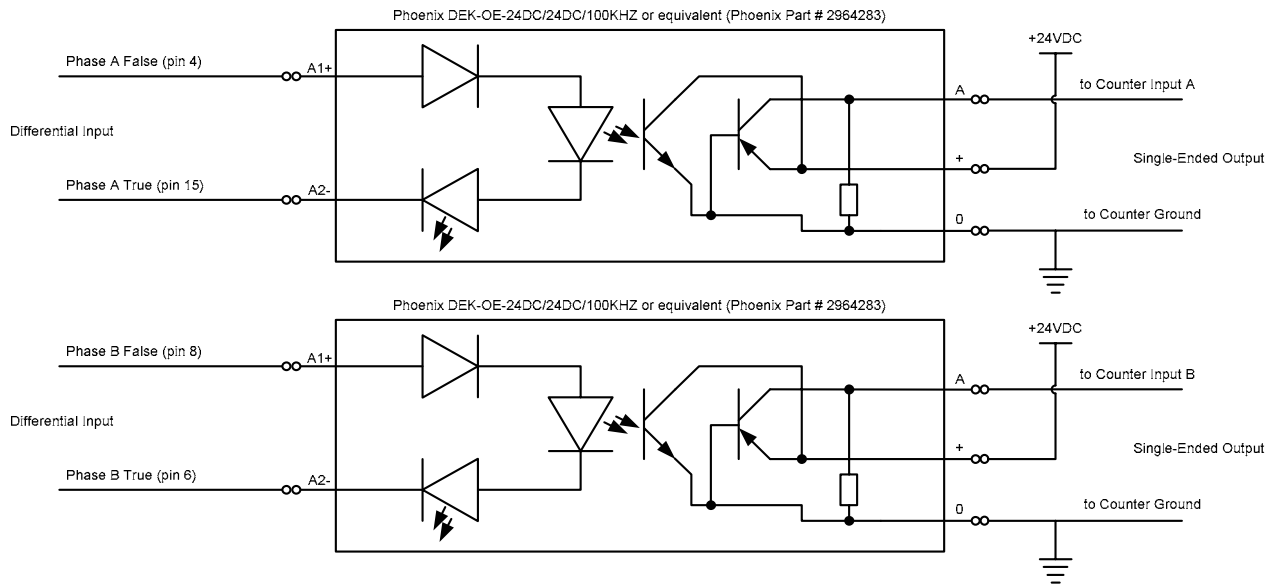 Phoenix DEK-OE-24DC/24DC/100KHZ or equivalent (Phoenix Part # 2964283)
+24VDC
Phase A False (pin 4)
A1+
A
to Counter Input A
Differential Input
+
Single-Ended Output
Phase A True (pin 15)
A2-
0
to Counter Ground
Phoenix DEK-OE-24DC/24DC/100KHZ or equivalent (Phoenix Part # 2964283)
+24VDC
Phase B False (pin 8)
A1+
A
to Counter Input B
Differential Input
+
Single-Ended Output
Phase B True (pin 6)
A2-
0
to Counter Ground